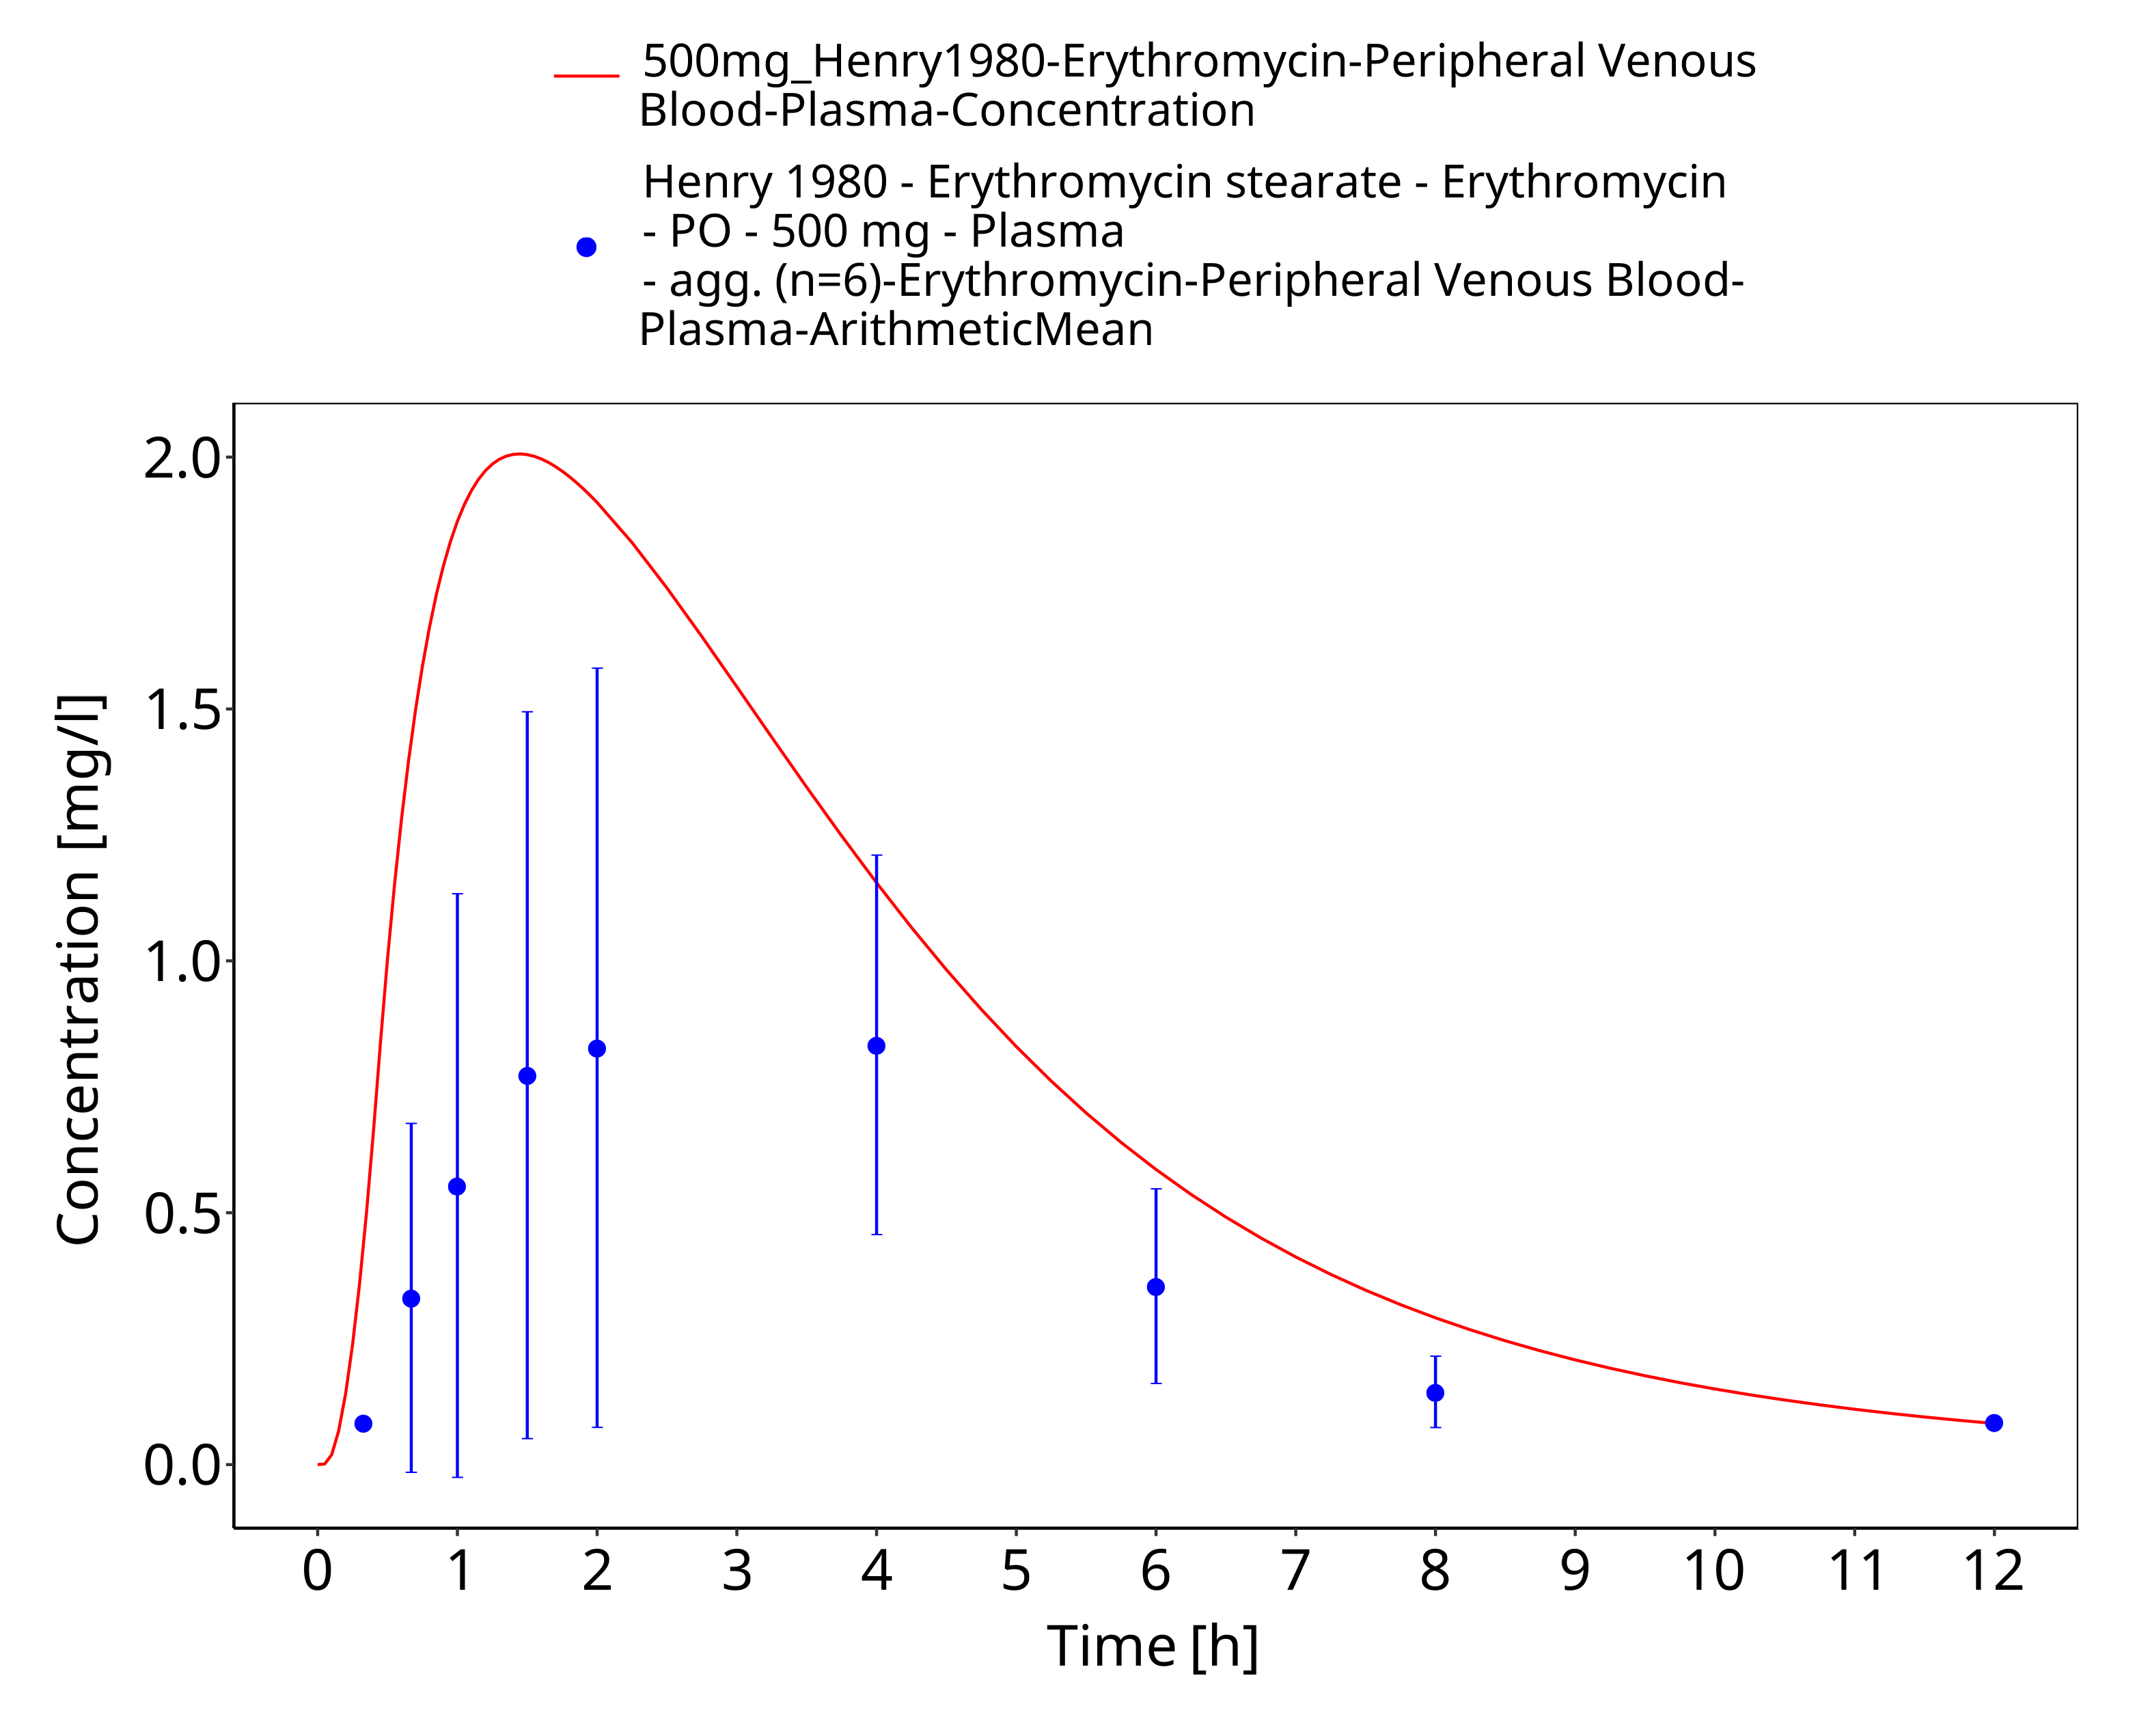 500mg_Henry1980-Erythromycin-Peripheral Venous
Blood-Plasma-Concentration
Henry 1980 - Erythromycin stearate - Erythromycin
- PO - 500 mg - Plasma
- agg. (n=6)-Erythromycin-Peripheral Venous Blood-
Plasma-ArithmeticMean
Concentration [mg/l]
2.0
1.5
1.0
0.5
0.0
0 1 2 3 4 5 6 7 8 9 10 11 12
Time [h]